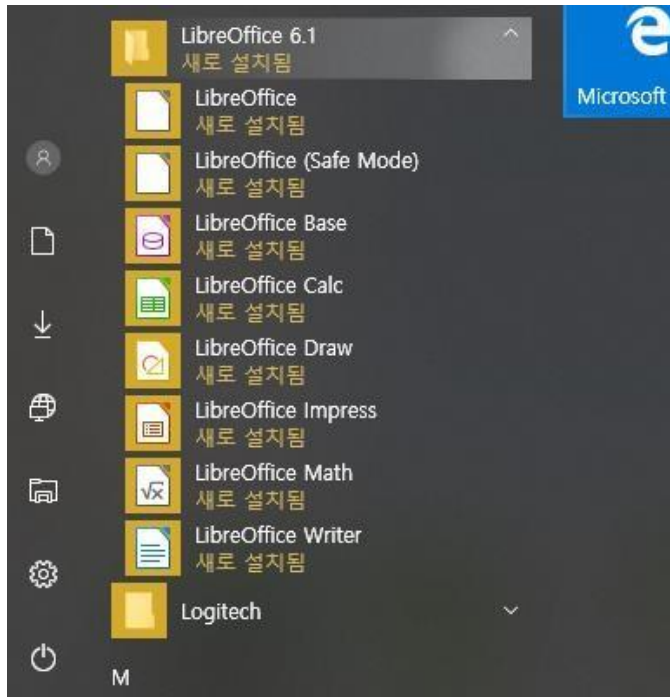 LibreOffice 6.1
새로 설치됨
LibreOffice
새로 설치됨
LibreOffice (Safe Mode)
새로 설치됨
LibreOffice Base
새로 설치됨
LibreOffice Calc
새로 설치됨
LibreOffice Draw
새로 설치됨
LibreOffice Impress
새로 설치됨
LibreOffice Math
새로 설치됨
LibreOffice Writer
새로 설치됨
Logitech
M
Microsoft